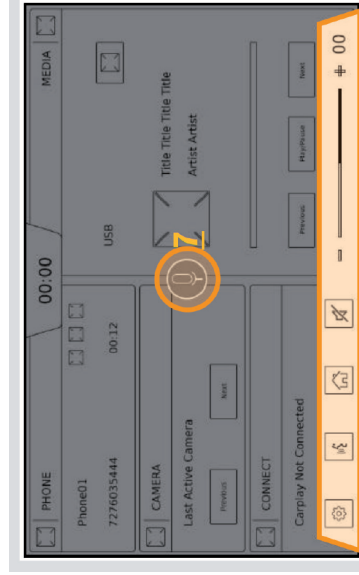 PHONE
00:00
MEDIA
Phone01
7276035444
00:12
USB
CAMERA
Title Title Title Title
Last Active Camera
Artist Artist
Previous
Next
7
CONNECT
Carplay Not Connected
Previous
Play/Pause
Next
00